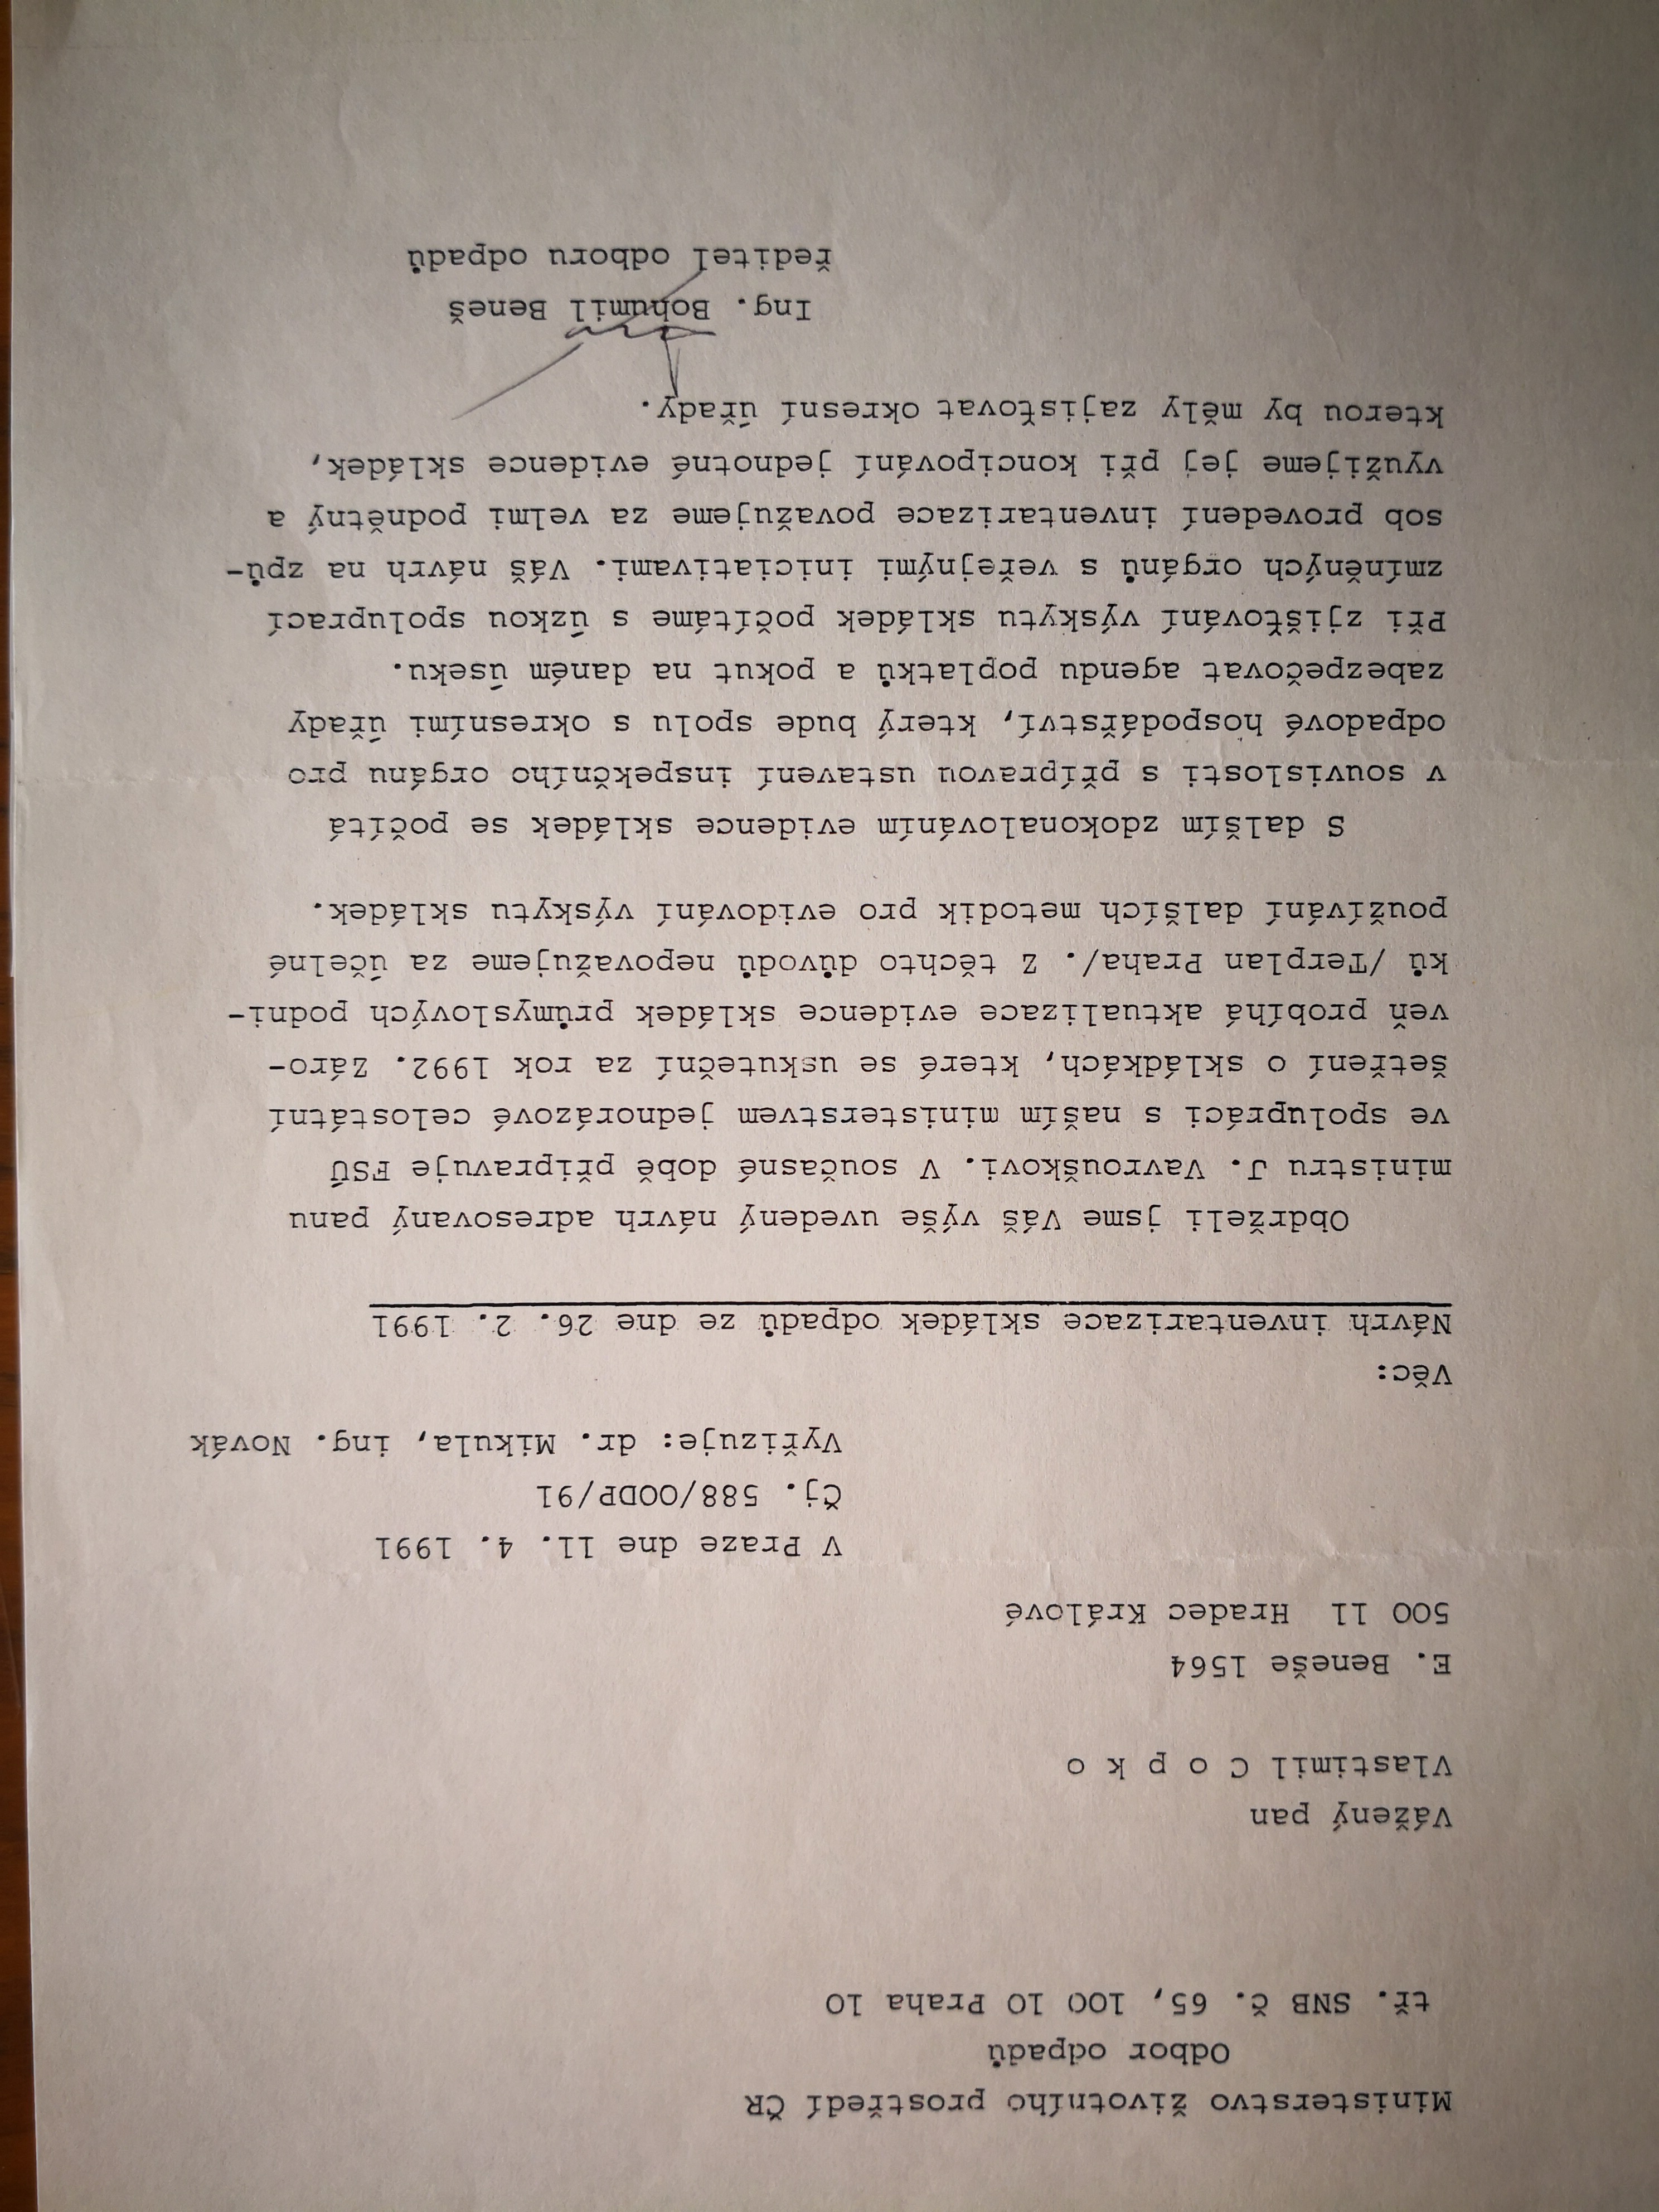 Ministerstvo životního prostředí ČR
Odbor odpadů
tř. SNB č. 65, 100 10 Praha 10
Vážený pan
Vlastimil C o p k o
E. Beneše 1564
500 11 Hradec Králové
V Praze dne 11. 4. 1991
Čj. 588/OODP/91
Vyřizuje: dr. Mikula, ing. Novák
Věc:
Návrh inventarizace skládek odpadů ze dne 26. 2. 1991
Obdrželi jsme Váš výše uvedený návrh adresovaný panu
ministru J. Vavrouškovi. V současné době připravuje FSÚ
ve spolupráci s naším ministerstvem jednorázové celostátní
šetření o skládkách, které se uskuteční za rok 1992. Záro-
veň probíhá aktualizace evidence skládek průmyslových podni-
ků /Terplan Praha/. Z těchto důvodů nepovažujeme za účelné
používání dalších metodik pro evidování výskytu skládek.
S dalším zdokonalováním evidence skládek se počítá
v souvislosti s přípravou ustavení inspekčního orgánu pro
odpadové hospodářství, který bude spolu s okresními úřady
zabezpečovat agendu poplatků a pokut na daném úseku.
Při zjišťování výskytu skládek počítáme s úzkou spoluprací
zmíněných orgánů s veřejnými iniciativami. Váš návrh na způ-
sob provedení inventarizace považujeme za velmi podnětný a
využijeme jej při koncipování jednotné evidence skládek,
kterou by měly zajisťovat okresní úřady.
Ing. Bohumil Beneš
ředitel odboru odpadů